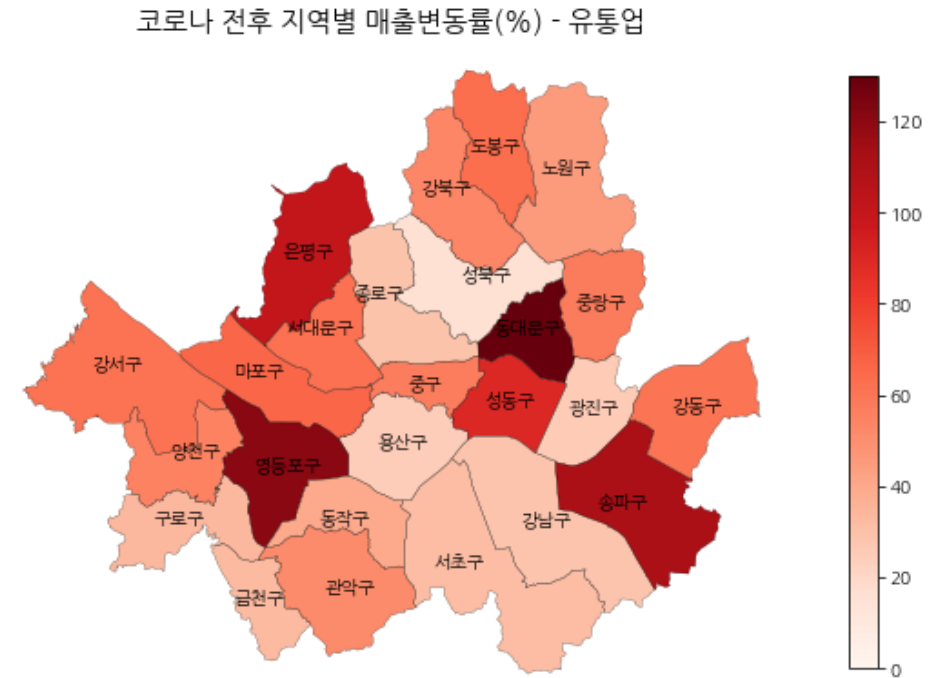 코로나 전후 지역별 매출변동률(%) - 유통업
도봉구
노원구
강북구
은평구
성북구
종로구
중랑구
서대문구
동대문구
강서구
마포구
중구
성동구
광진구
강동구
용산구
양천구
영등포구
송파구
구로구
동작구
강남구
서초구
관악구
금천구
120
100
80
60
40
20
0